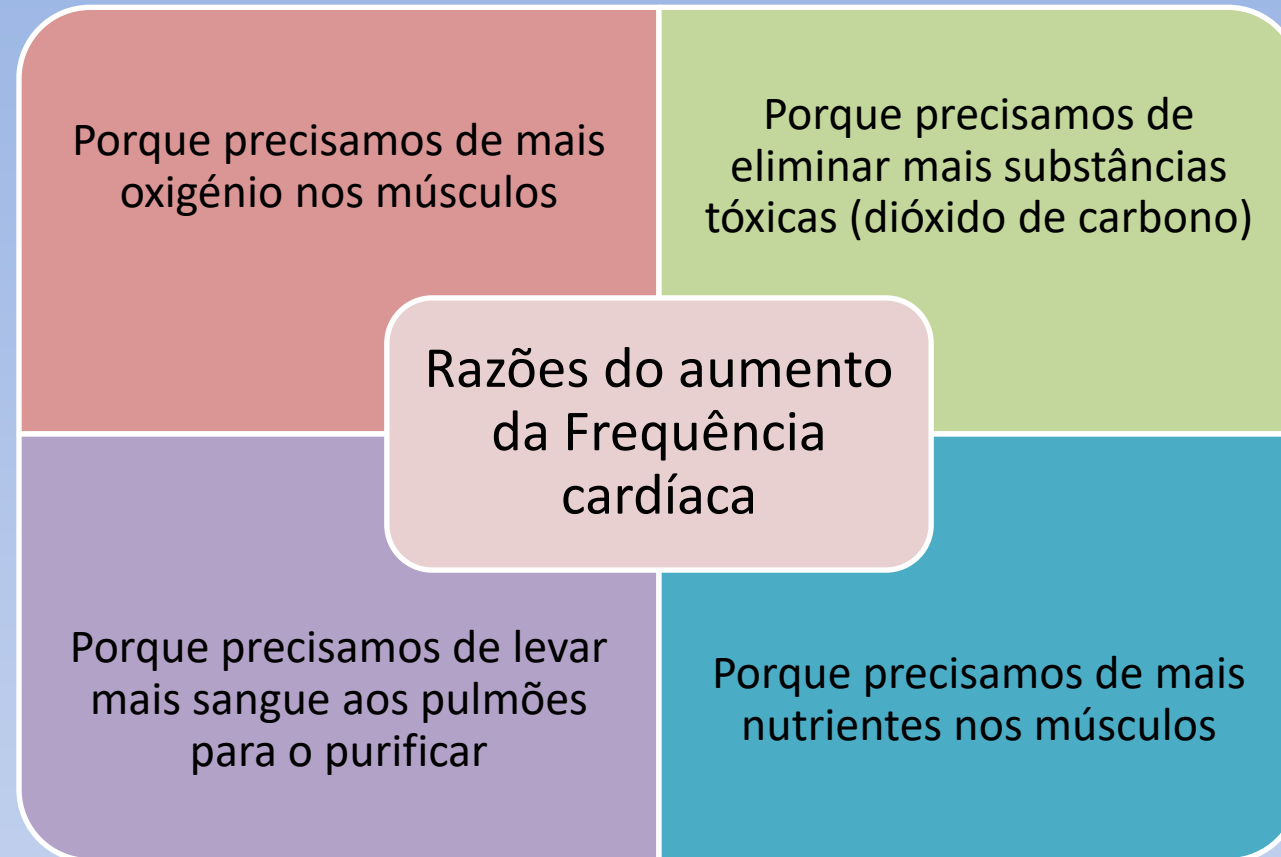 Porque precisamos de mais
oxigénio nos músculos
Porque precisamos de
eliminar mais substâncias
tóxicas (dióxido de carbono)
Razões do aumento
da Frequência
cardíaca
Porque precisamos de levar
mais sangue aos pulmões
para o purificar
Porque precisamos de mais
nutrientes nos músculos